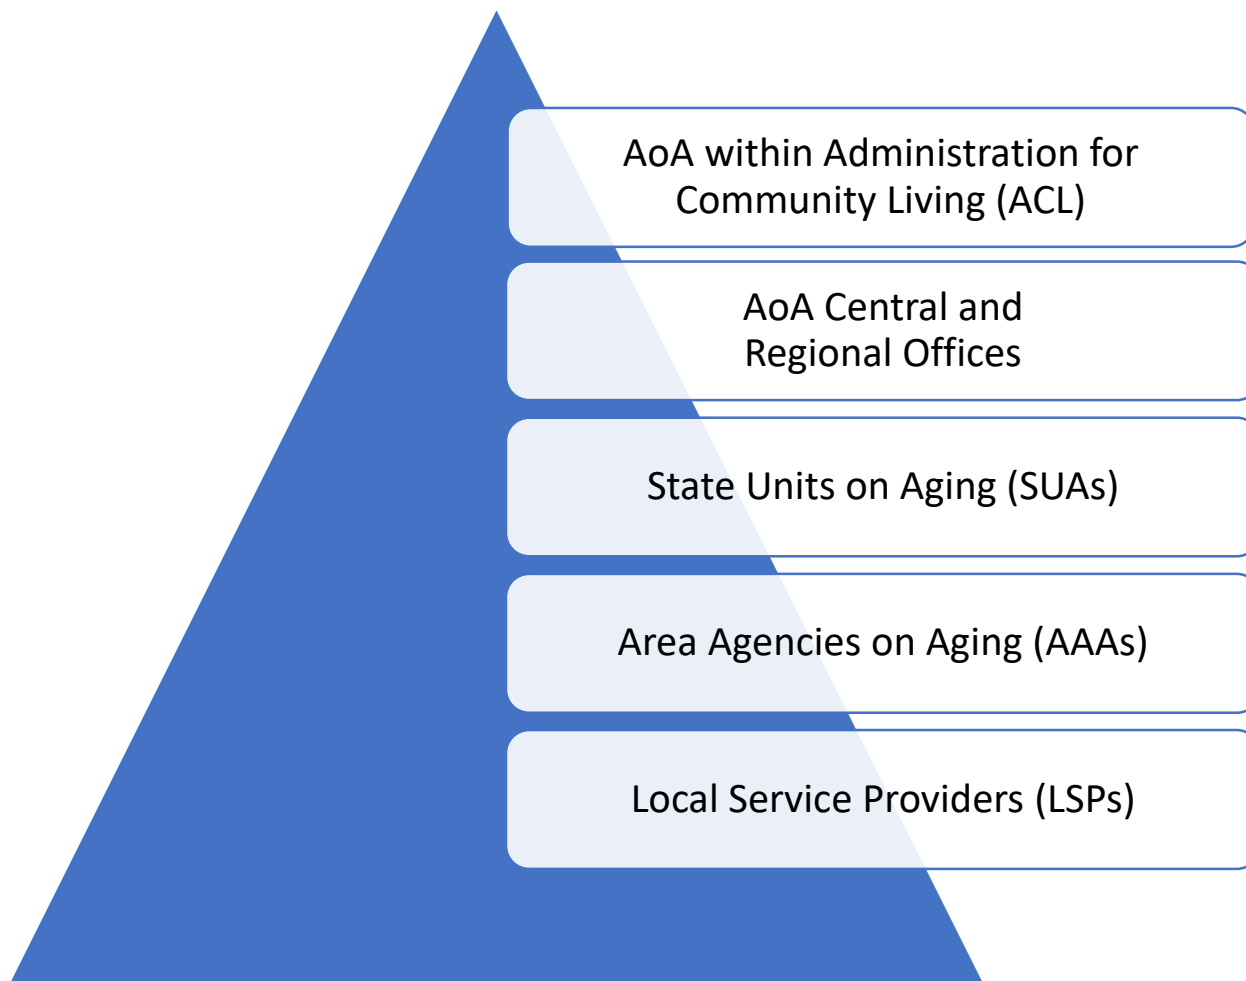 AoA within Administration for
Community Living (ACL)
AoA Central and
Regional Offices
State Units on Aging (SUAs)
Area Agencies on Aging (AAAs)
Local Service Providers (LSPs)